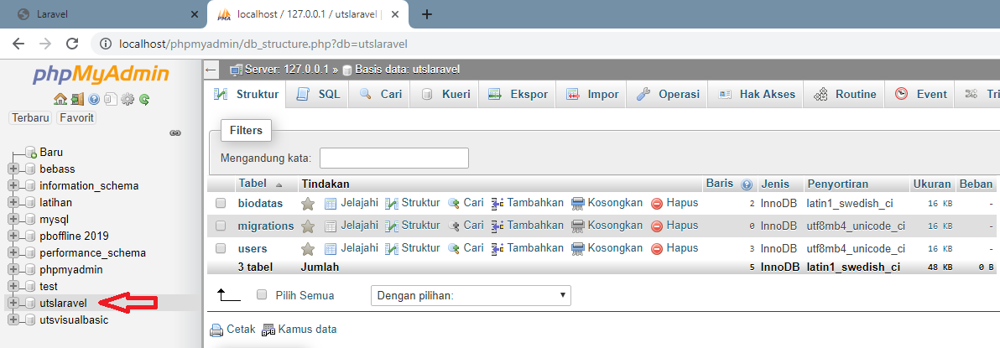 Laravel
localhost / 127.0.0.1 / utslaravel |
localhost/phpmyadmin/db_structure.php?db=utslaravel
phpMyAdmin
Terbaru Favorit
Baru
bebass
information_schema
latihan
mysql
pboffline 2019
performance_schema
phpmyadmin
test
utslaravel
utsvisualbasic
Server: 127.0.0.1 » Basis data: utslaravel
Struktur SQL Cari Kueri Ekspor Impor Operasi Hak Akses Routine Event Tri
Filters
Mengandung kata:
Tabel Tindakan Baris Jenis Penyortiran Ukuran Beban
biodatas Jelajahi Struktur Cari Tambahkan Kosongkan Hapus 2 InnoDB latin1_swedish_ci 16 KB -
migrations Jelajahi Struktur Cari Tambahkan Kosongkan Hapus 0 InnoDB utf8mb4_unicode_ci 16 KB -
users Jelajahi Struktur Cari Tambahkan Kosongkan Hapus 3 InnoDB utf8mb4_unicode_ci 16 KB -
3 tabel Jumlah 5 InnoDB latin1_swedish_ci 48 KB 0 B
Pilih Semua Dengan pilihan:
Cetak Kamus data